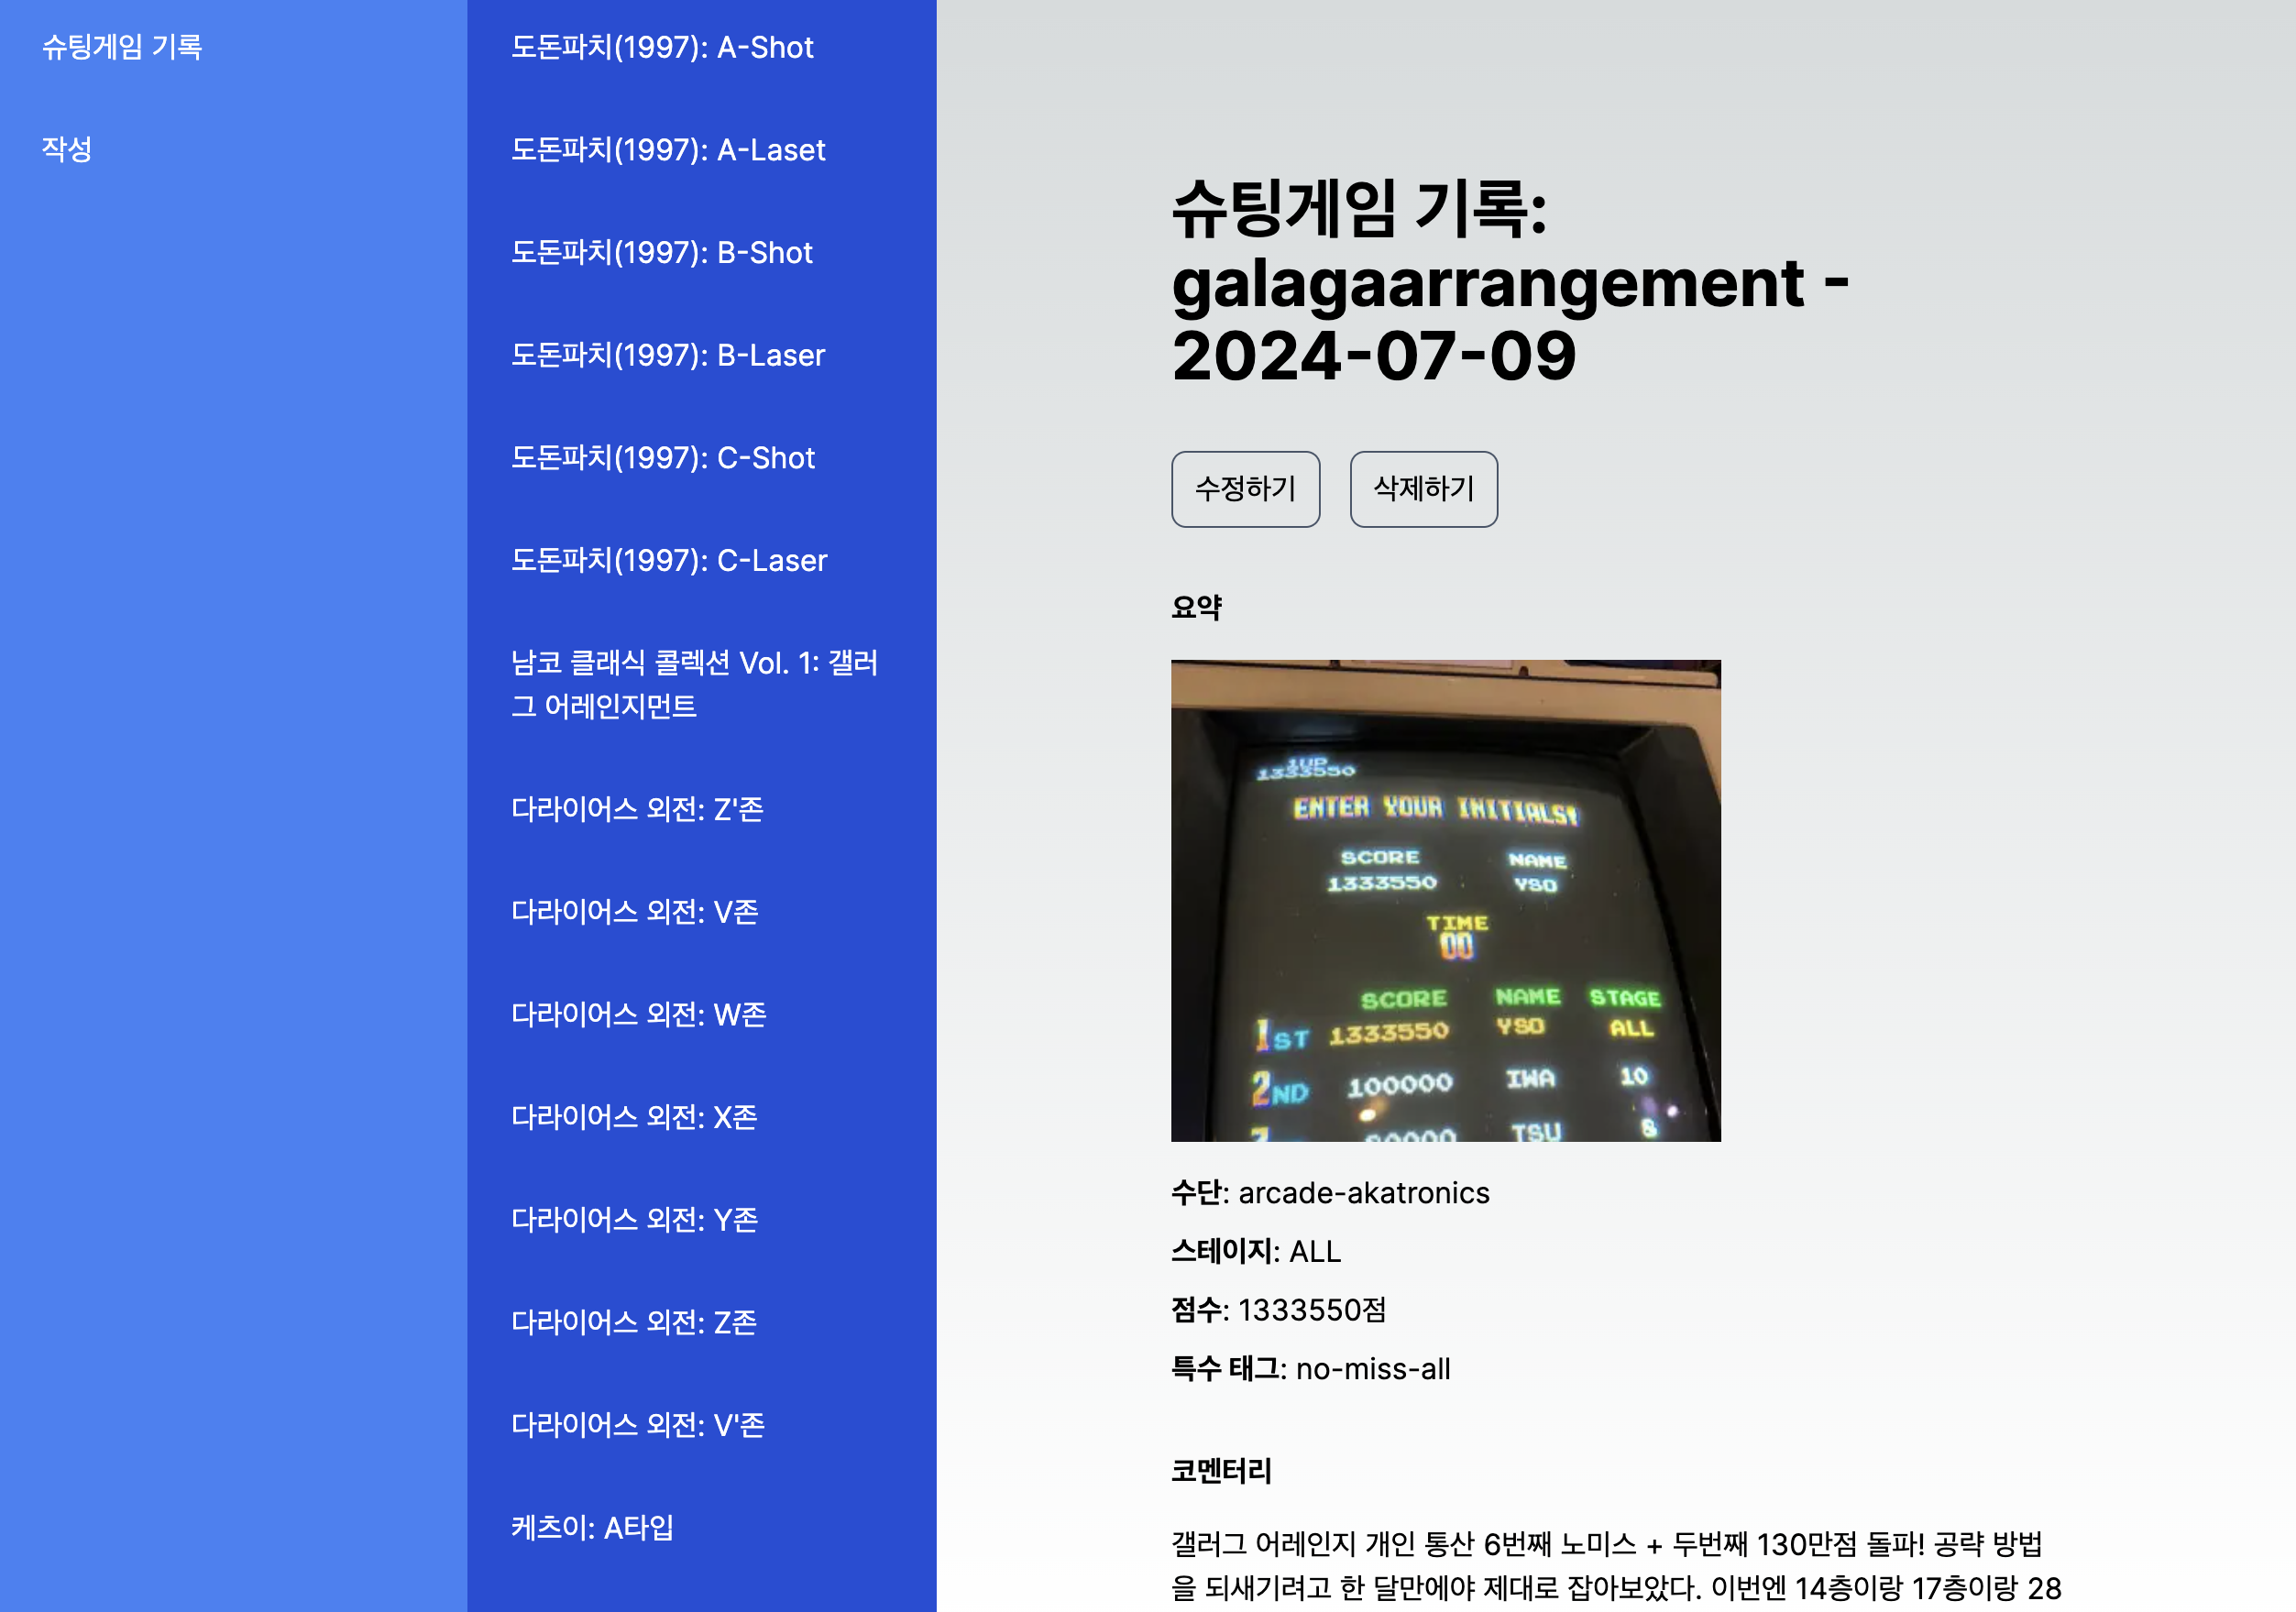 슈팅게임 기록
작성
도돈파치(1997): A-Shot
도돈파치(1997): A-Laset
도돈파치(1997): B-Shot
도돈파치(1997): B-Laser
도돈파치(1997): C-Shot
도돈파치(1997): C-Laser
남코 클래식 콜렉션 Vol. 1: 갤러
그 어레인지먼트
다라이어스 외전: Z'존
다라이어스 외전: V존
다라이어스 외전: W존
다라이어스 외전: X존
다라이어스 외전: Y존
다라이어스 외전: Z존
다라이어스 외전: V'존
케츠이: A타입
슈팅게임 기록:
galagaarrangement -
2024-07-09
수정하기 삭제하기
요약
1UP
1333550
ENTER YOUR INITIALS!
SCORE NAME
1333550 YSO
TIME
00
SCORE NAME STAGE
1ST 1333550 YSO ALL
2ND 100000 IWA 10
TSU 8
수단: arcade-akatronics
스테이지: ALL
점수: 1333550점
특수 태그: no-miss-all
코멘터리
갤러그 어레인지 개인 통산 6번째 노미스 + 두번째 130만점 돌파! 공략 방법
을 되새기려고 한 달만에야 제대로 잡아보았다. 이번엔 14층이랑 17층이랑 28